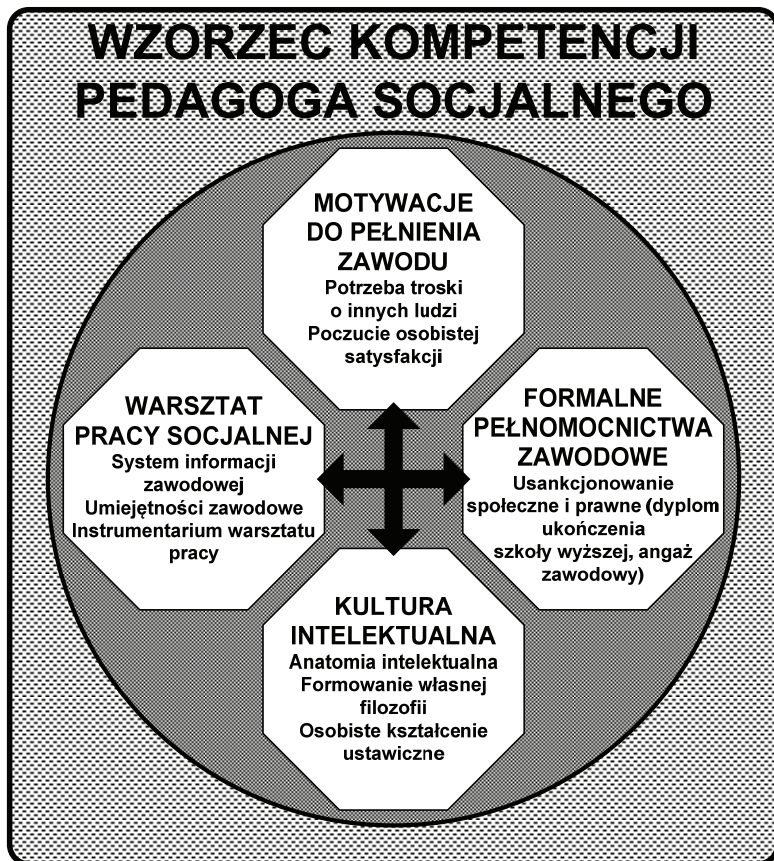 WZORZEC KOMPETENCJI
PEDAGOGA SOCJALNEGO
MOTYWACJE
DO PEŁNIENIA
ZAWODU
Potrzeba troski
o innych ludzi
Poczucie osobistej
satysfakcji
WARSZTAT
PRACY SOCJALNEJ
System informacji
zawodowej
Umiejętności zawodowe
Instrumentarium warsztatu
pracy
FORMALNE
PEŁNOMOCNICTWA
ZAWODOWE
Usankcjonowanie
społeczne i prawne (dyplom
ukończenia
szkoły wyższej, angaż
zawodowy)
KULTURA
INTELEKTUALNA
Anatomia intelektualna
Formowanie własnej
filozofii
Osobiste kształcenie
ustawiczne